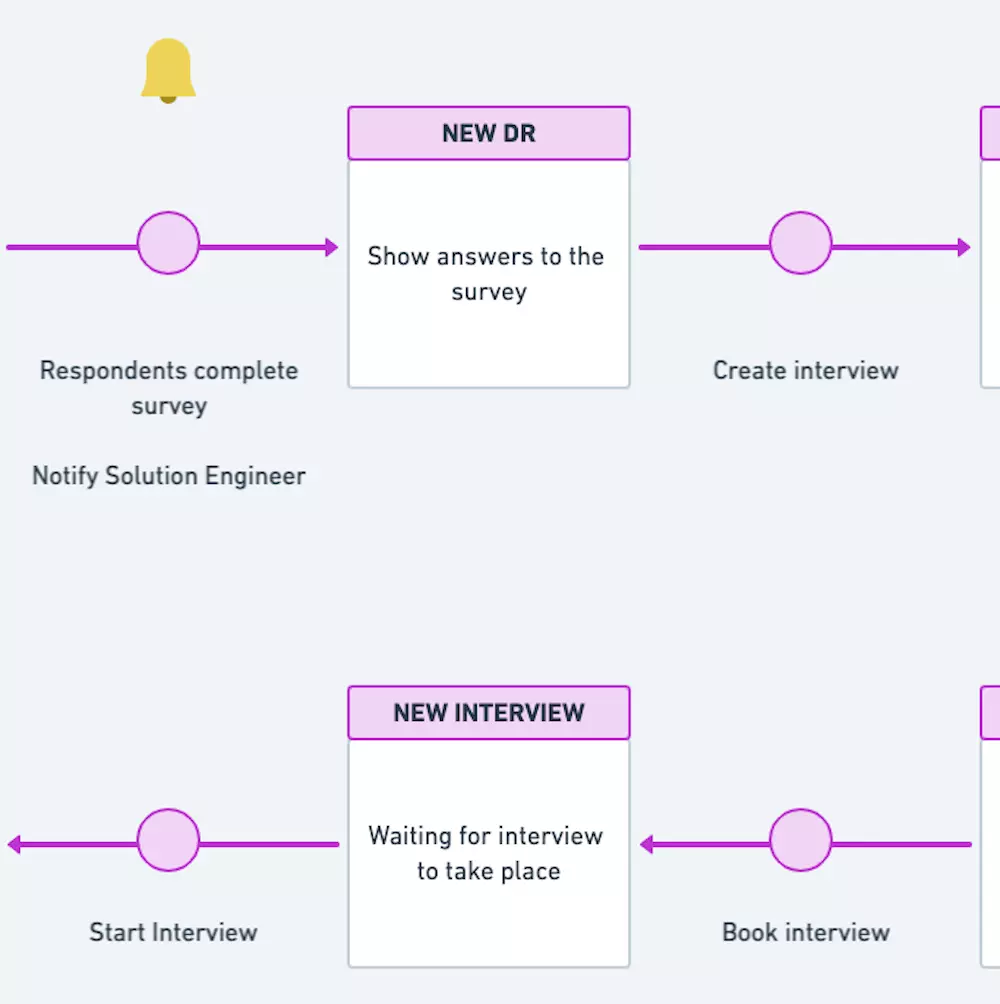 NEW DR
Show answers to the
survey
Respondents complete
survey
Notify Solution Engineer
Create interview
NEW INTERVIEW
Waiting for interview
to take place
Start Interview
Book interview